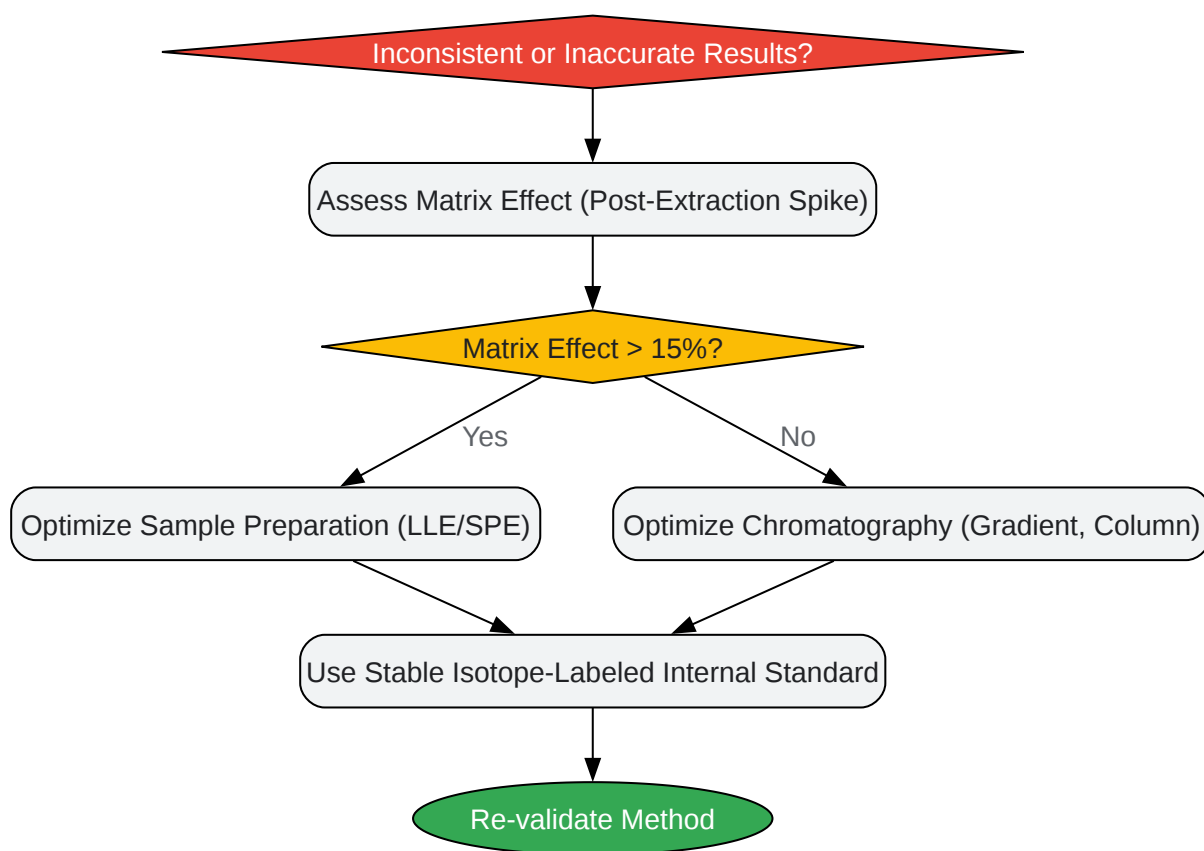 Inconsistent or Inaccurate Results?
Assess Matrix Effect (Post-Extraction Spike)
Matrix Effect > 15%?
Yes
No
Optimize Sample Preparation (LLE/SPE)
Optimize Chromatography (Gradient, Column)
Use Stable Isotope-Labeled Internal Standard
Re-validate Method